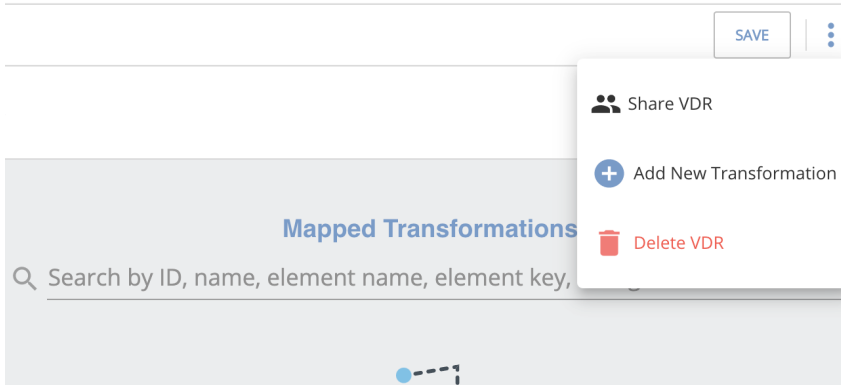 SAVE
Share VDR
Add New Transformation
Mapped Transformations
Delete VDR
Search by ID, name, element name, element key,